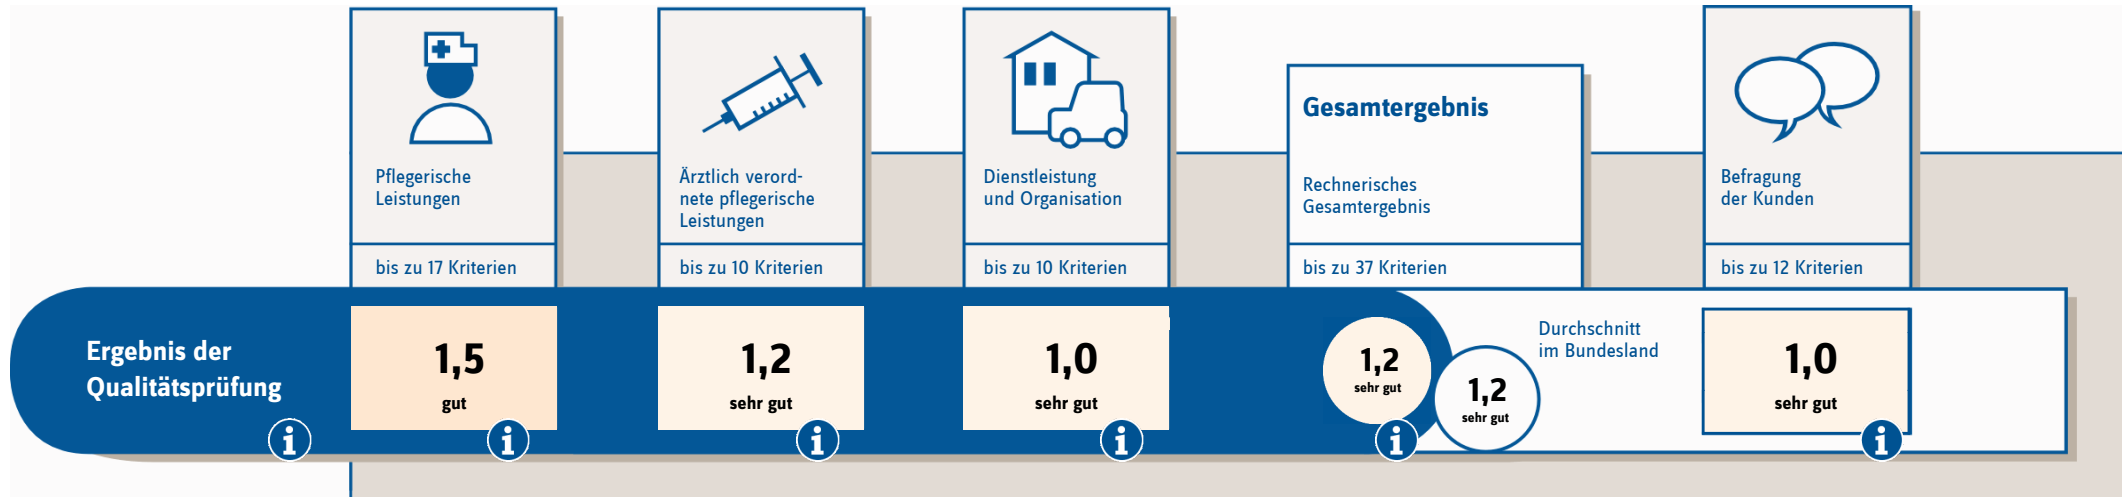 Pflegerische
Leistungen
bis zu 17 Kriterien
Ärztlich verord-
nete pflegerische
Leistungen
bis zu 10 Kriterien
Dienstleistung
und Organisation
bis zu 10 Kriterien
Gesamtergebnis
Rechnerisches
Gesamtergebnis
bis zu 37 Kriterien
Befragung
der Kunden
bis zu 12 Kriterien
Ergebnis der
Qualitätsprüfung
i
1,5
gut
i
1,2
sehr gut
i
1,0
sehr gut
i
1,2
sehr gut
i
1,2
sehr gut
Durchschnitt
im Bundesland
1,0
sehr gut
i